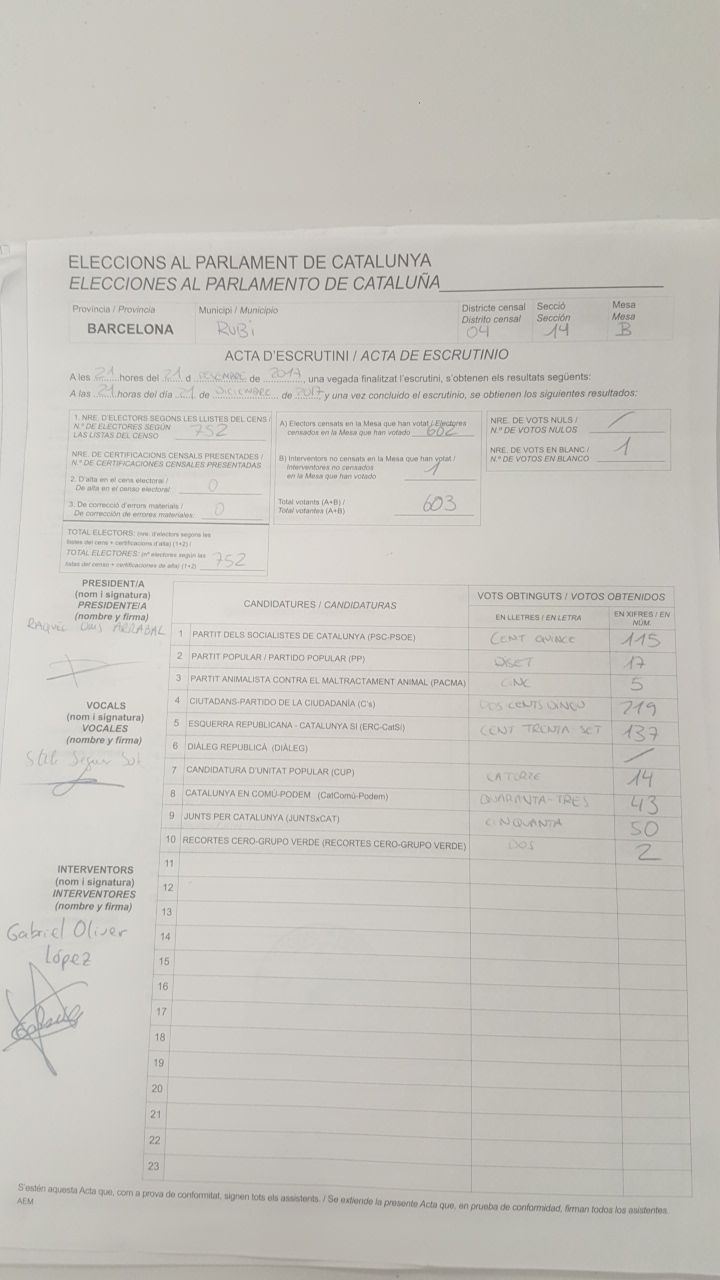 ELECCIONS AL PARLAMENT DE CATALUNYA
ELECCIONES AL PARLAMENTO DE CATALUÑA
Provincia / Provincia Municipi / Municipio Districte censal Secció Mesa
Distrito censal Sección Mesa
BARCELONA RUBÍ 04 14 B
ACTA D'ESCRUTINI / ACTA DE ESCRUTINIO
A les 21 hores del 21 d DESEMBRE de 2017, una vegada finalitzat l'escrutini, s'obtenen els resultats següents:
A las 21 horas del día 21 de DICIEMBRE de 2017 y una vez concluido el escrutinio, se obtienen los siguientes resultados:
1. NRE. D'ELECTORS SEGONS LES LLISTES DEL CENS /
N.º DE ELECTORES SEGÚN
LAS LISTAS DEL CENSO 752
NRE. DE CERTIFICACIONS CENSALS PRESENTADES /
N.º DE CERTIFICACIONES CENSALES PRESENTADAS
2. D'alta en el cens electoral /
De alta en el censo electoral: 0
3. De correcció d'errors materials /
De corrección de errores materiales: 0
TOTAL ELECTORS: (nre. d'electors segons les
llistes del cens + certificacions d'alta) (1+2) /
TOTAL ELECTORES: (nº electores según las
listas del censo + certificaciones de alta) (1+2) 752
A) Electors censats en la Mesa que han votat / Electores
censados en la Mesa que han votado 602
B) Interventors no censats en la Mesa que han votat /
Interventores no censados
en la Mesa que han votado 1
Total votants (A+B) /
Total votantes (A+B) 603
NRE. DE VOTS NULS /
N.º DE VOTOS NULOS
NRE. DE VOTS EN BLANC /
N.º DE VOTOS EN BLANCO 1
PRESIDENT/A
(nom i signatura)
PRESIDENTE/A
(nombre y firma)
RAQUEL ARRABAL
VOCALS
(nom i signatura)
VOCALES
(nombre y firma)
INTERVENTORS
(nom i signatura)
INTERVENTORES
(nombre y firma)
Gabriel Oliver
López
CANDIDATURES / CANDIDATURAS VOTS OBTINGUTS / VOTOS OBTENIDOS
EN LLETRES / EN LETRA EN XIFRES / EN NÚM.
1 PARTIT DELS SOCIALISTES DE CATALUNYA (PSC-PSOE) CENT QUINCE 115
2 PARTIT POPULAR / PARTIDO POPULAR (PP) DISET 17
3 PARTIT ANIMALISTA CONTRA EL MALTRACTAMENT ANIMAL (PACMA) CINC 5
4 CIUTADANS-PARTIDO DE LA CIUDADANÍA (C's) DOS CENTS 219
5 ESQUERRA REPUBLICANA - CATALUNYA SÍ (ERC-CatSí) CENT TRENTA SET 137
6 DIÀLEG REPUBLICÀ (DIÀLEG)
7 CANDIDATURA D'UNITAT POPULAR (CUP) CATORZE 14
8 CATALUNYA EN COMÚ-PODEM (CatComú-Podem) QUARANTA-TRES 43
9 JUNTS PER CATALUNYA (JUNTSxCAT) CINQUANTA 50
10 RECORTES CERO-GRUPO VERDE (RECORTES CERO-GRUPO VERDE) DOS 2
11
12
13
14
15
16
17
18
19
20
21
22
23
S'estén aquesta Acta que, com a prova de conformitat, signen tots els assistents. / Se extiende la presente Acta que, en prueba de conformidad, firman todos los asistentes.
AEM